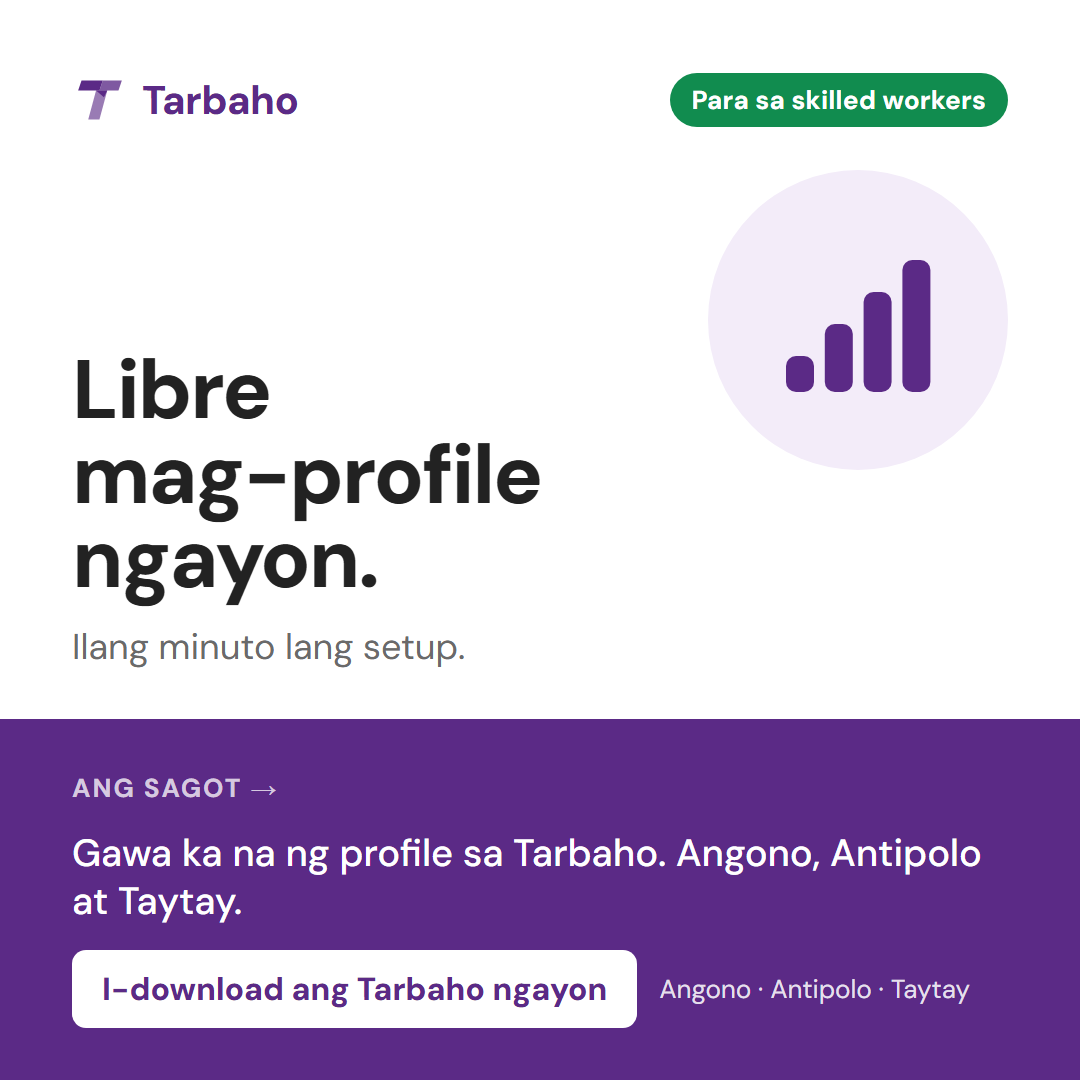 Tarbaho
Para sa skilled workers
Libre
mag-profile
ngayon.
Ilang minuto lang setup.
ANG SAGOT →
Gawa ka na ng profile sa Tarbaho. Angono, Antipolo
at Taytay.
I-download ang Tarbaho ngayon
Angono · Antipolo · Taytay